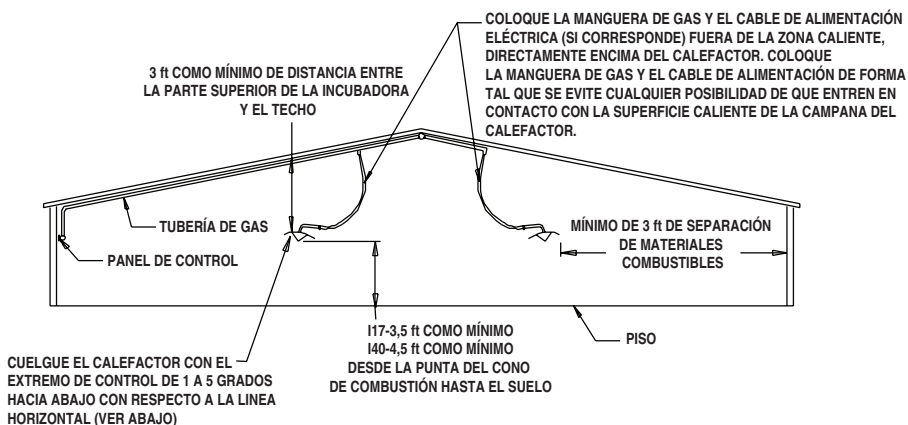 COLOQUE LA MANGUERA DE GAS Y EL CABLE DE ALIMENTACIÓN
ELÉCTRICA (SI CORRESPONDE) FUERA DE LA ZONA CALIENTE,
DIRECTAMENTE ENCIMA DEL CALEFACTOR. COLOQUE
LA MANGUERA DE GAS Y EL CABLE DE ALIMENTACIÓN DE FORMA
TAL QUE SE EVITE CUALQUIER POSIBILIDAD DE QUE ENTREN EN
CONTACTO CON LA SUPERFICIE CALIENTE DE LA CAMPANA DEL
CALEFACTOR.
3 ft COMO MÍNIMO DE DISTANCIA ENTRE
LA PARTE SUPERIOR DE LA INCUBADORA
Y EL TECHO
TUBERÍA DE GAS
PANEL DE CONTROL
MÍNIMO DE 3 ft DE SEPARACIÓN
DE MATERIALES
COMBUSTIBLES
I17-3,5 ft COMO MÍNIMO
I40-4,5 ft COMO MÍNIMO
DESDE LA PUNTA DEL CONO
DE COMBUSTIÓN HASTA EL SUELO
PISO
CUELGUE EL CALEFACTOR CON EL
EXTREMO DE CONTROL DE 1 A 5 GRADOS
HACIA ABAJO CON RESPECTO A LA LINEA
HORIZONTAL (VER ABAJO)